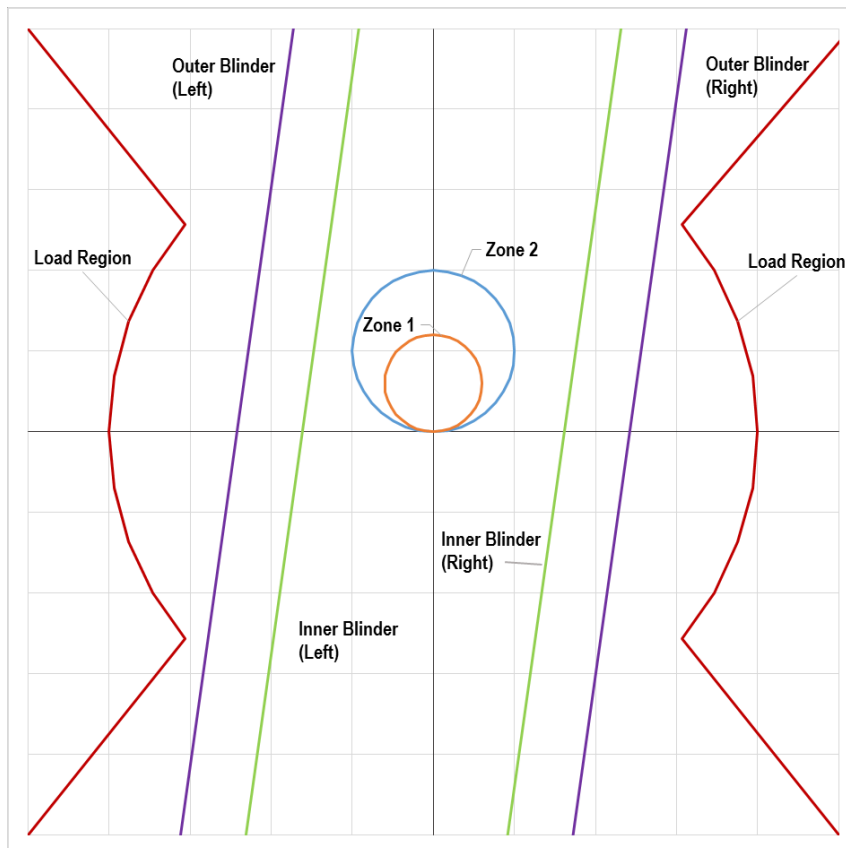 Outer Blinder
(Left)
Outer Blinder
(Right)
Zone 2
Load Region
Load Region
Zone 1
Inner Blinder
(Right)
Inner Blinder
(Left)